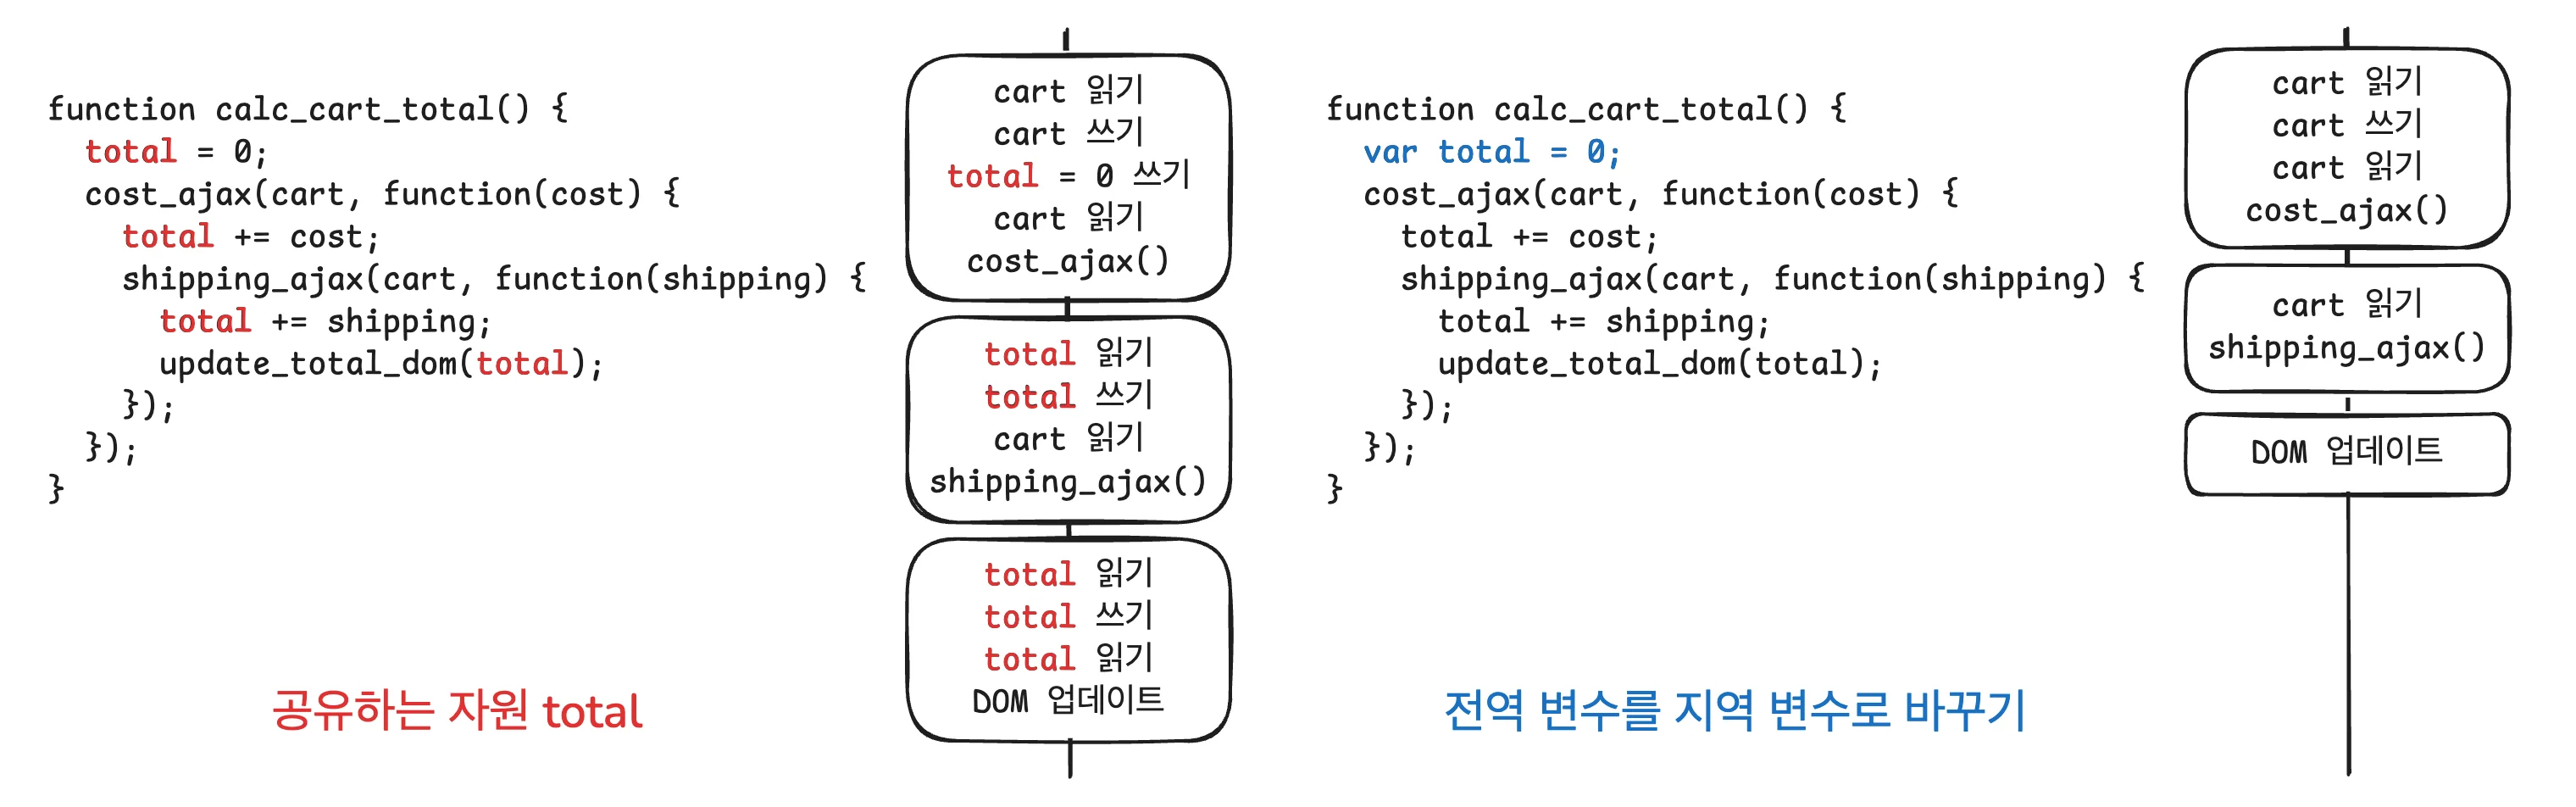 function calc_cart_total() {
  total = 0;
  cost_ajax(cart, function(cost) {
    total += cost;
    shipping_ajax(cart, function(shipping) {
      total += shipping;
      update_total_dom(total);
    });
  });
}
공유하는 자원 total
cart 읽기
cart 쓰기
total = 0 쓰기
cart 읽기
cost_ajax()
total 읽기
total 쓰기
cart 읽기
shipping_ajax()
total 읽기
total 쓰기
total 읽기
DOM 업데이트
function calc_cart_total() {
  var total = 0;
  cost_ajax(cart, function(cost) {
    total += cost;
    shipping_ajax(cart, function(shipping) {
      total += shipping;
      update_total_dom(total);
    });
  });
}
전역 변수를 지역 변수로 바꾸기
cart 읽기
cart 쓰기
cart 읽기
cost_ajax()
cart 읽기
shipping_ajax()
DOM 업데이트